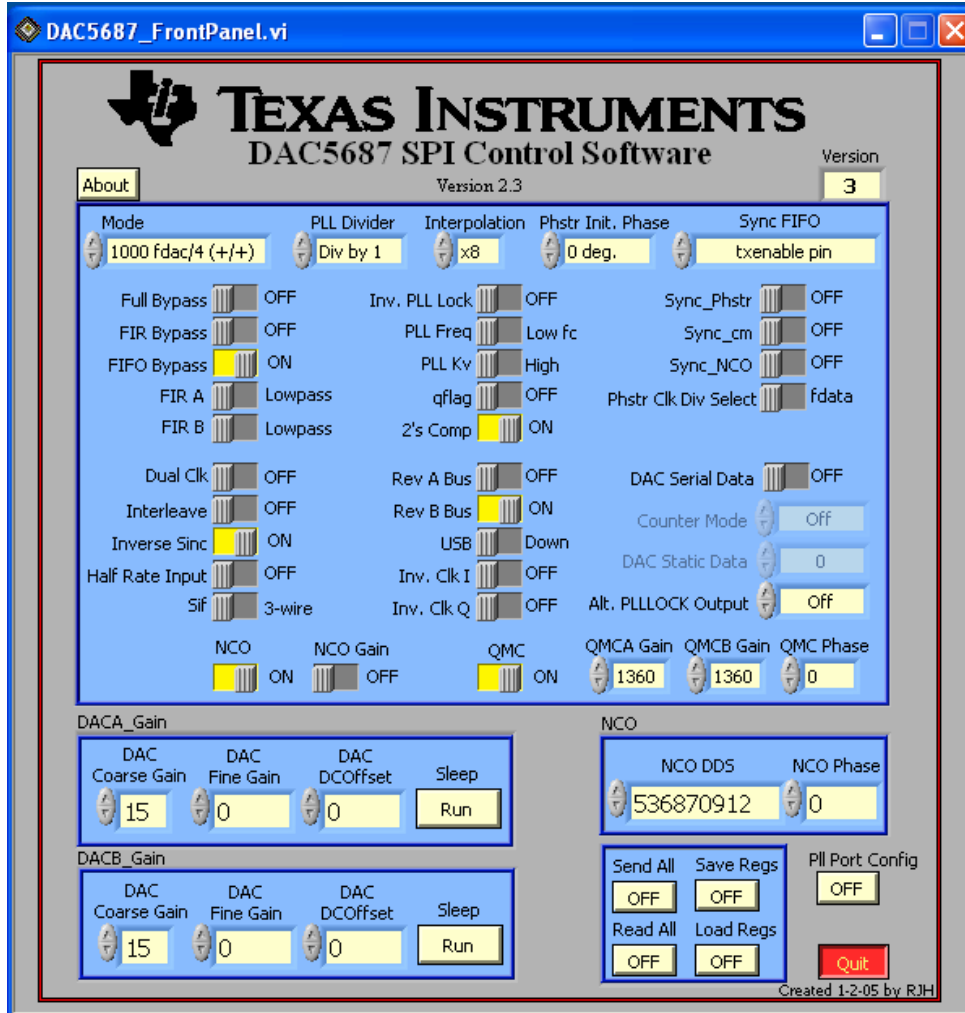 DAC5687_FrontPanel.vi
TEXAS INSTRUMENTS
DAC5687 SPI Control Software
Version 2.3
About
Version
3
Mode PLL Divider Interpolation Phstr Init. Phase Sync FIFO
1000 fdac/4 (+/+) Div by 1 x8 0 deg. txenable pin
Full Bypass OFF Inv. PLL Lock OFF Sync_Phstr OFF
FIR Bypass OFF PLL Freq Low fc Sync_cm OFF
FIFO Bypass ON PLL Kv High Sync_NCO OFF
FIR A Lowpass qflag OFF Phstr Clk Div Select fdata
FIR B Lowpass 2's Comp ON
Dual Clk OFF Rev A Bus OFF DAC Serial Data OFF
Interleave OFF Rev B Bus ON Counter Mode Off
Inverse Sinc ON USB Down DAC Static Data 0
Half Rate Input OFF Inv. Clk I OFF Alt. PLLLOCK Output Off
Sif 3-wire Inv. Clk Q OFF
NCO NCO Gain QMC QMCA Gain QMCB Gain QMC Phase
ON OFF ON 1360 1360 0
DACA_Gain
DAC Coarse Gain DAC Fine Gain DAC DCOffset Sleep
15 0 0 Run
NCO
NCO DDS NCO Phase
536870912 0
DACB_Gain
DAC Coarse Gain DAC Fine Gain DAC DCOffset Sleep
15 0 0 Run
Send All Save Regs
OFF OFF
Read All Load Regs
OFF OFF
Pll Port Config
OFF
Quit
Created 1-2-05 by RJH